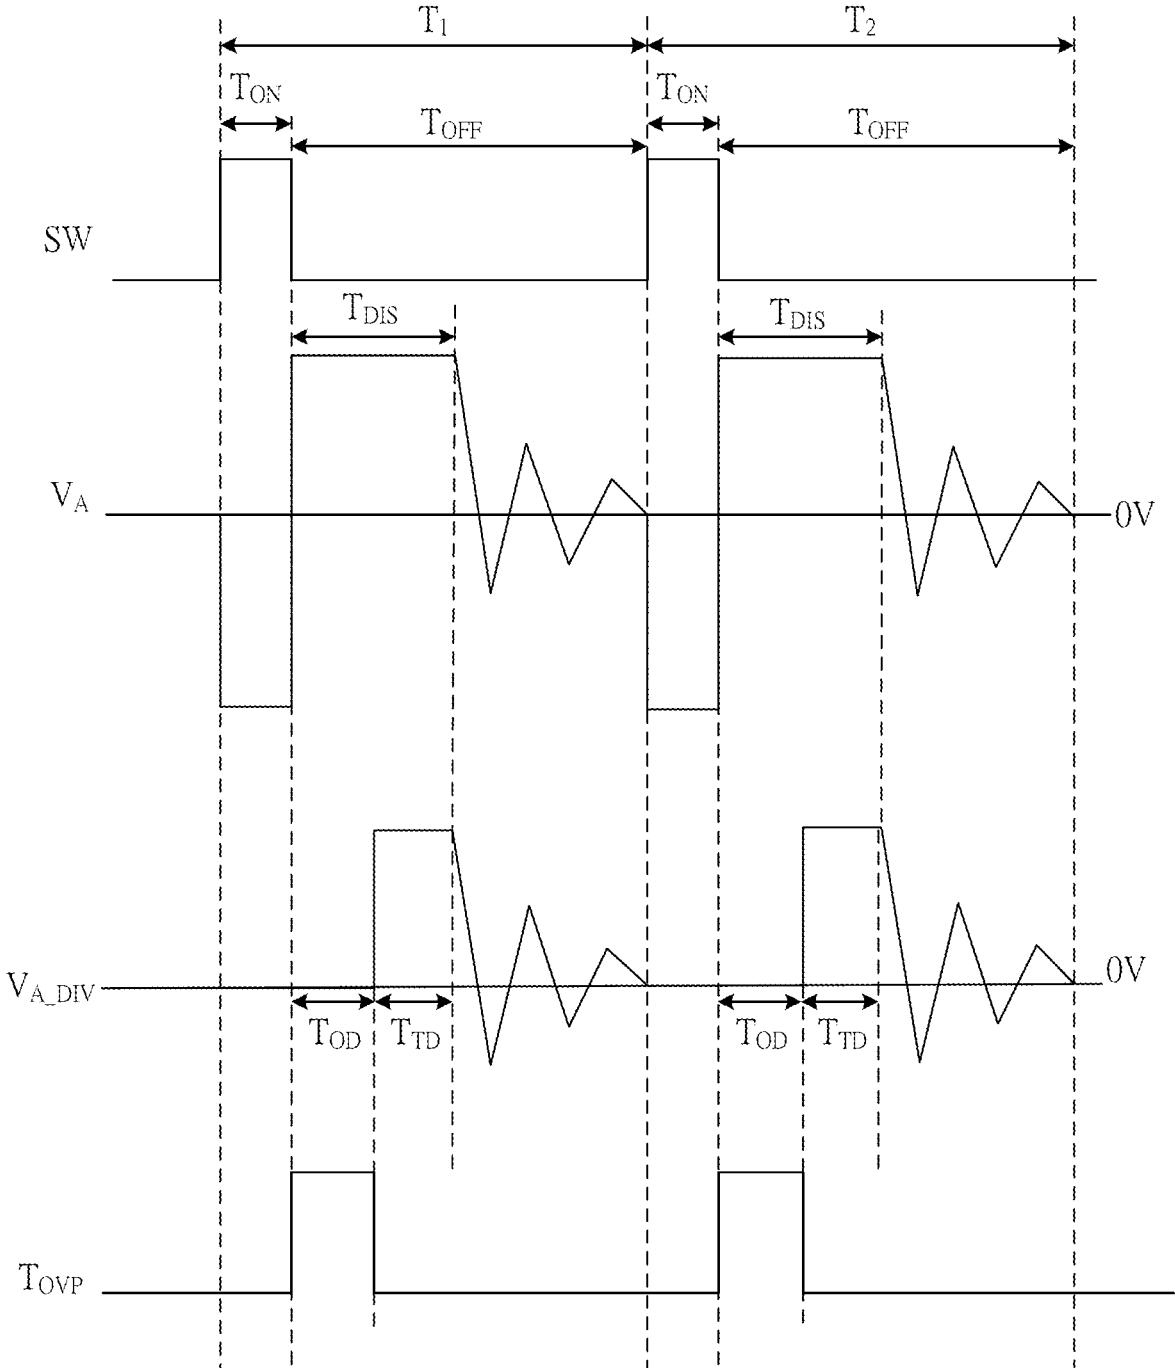 T1 T2
TON TON
TOFF TOFF
SW
TDIS TDIS
VA 0V
VA_DIV 0V
TOD TTD TOD TTD
TOVP